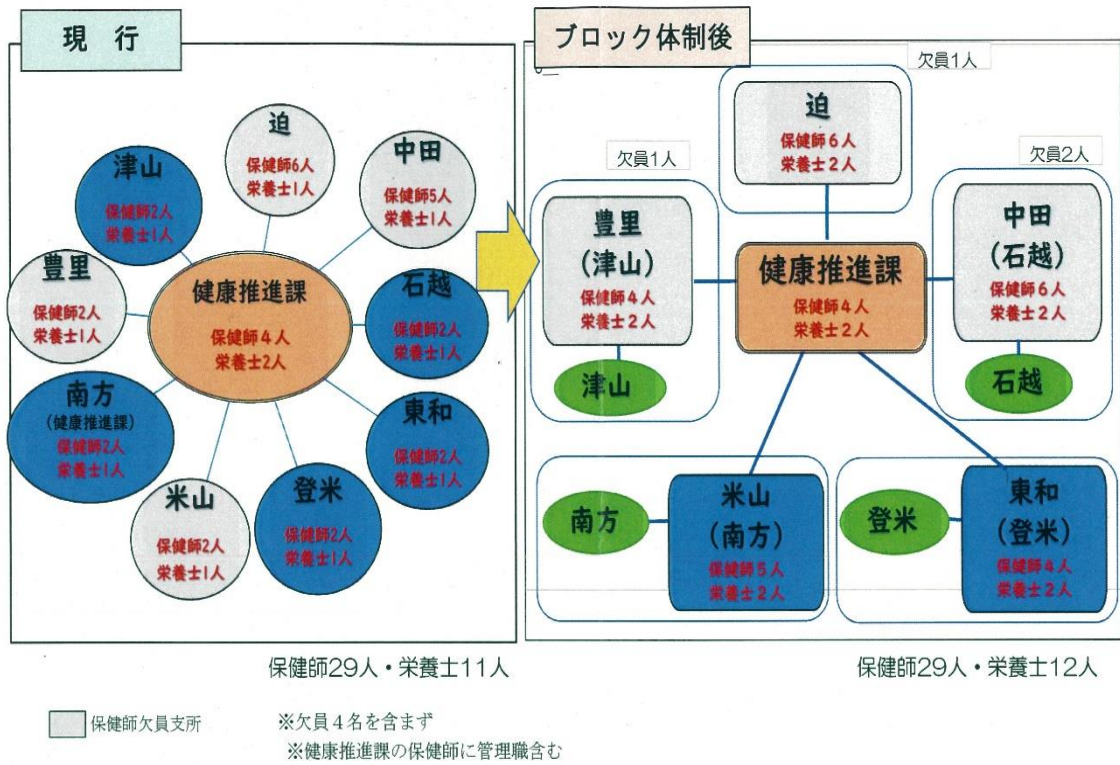 現　行
迫
保健師6人
栄養士1人
中田
保健師5人
栄養士1人
津山
保健師2人
栄養士1人
豊里
保健師2人
栄養士1人
健康推進課
保健師4人
栄養士2人
石越
保健師2人
栄養士1人
南方
(健康推進課)
保健師2人
栄養士1人
東和
保健師2人
栄養士1人
米山
保健師2人
栄養士1人
登米
保健師2人
栄養士1人
保健師29人・栄養士11人
ブロック体制後
欠員1人
迫
保健師6人
栄養士2人
欠員1人
豊里
(津山)
保健師4人
栄養士2人
津山
健康推進課
保健師4人
栄養士2人
欠員2人
中田
(石越)
保健師6人
栄養士2人
石越
南方
米山
(南方)
保健師5人
栄養士2人
登米
東和
(登米)
保健師4人
栄養士2人
保健師29人・栄養士12人
保健師欠員支所
※欠員４名を含まず
※健康推進課の保健師に管理職含む